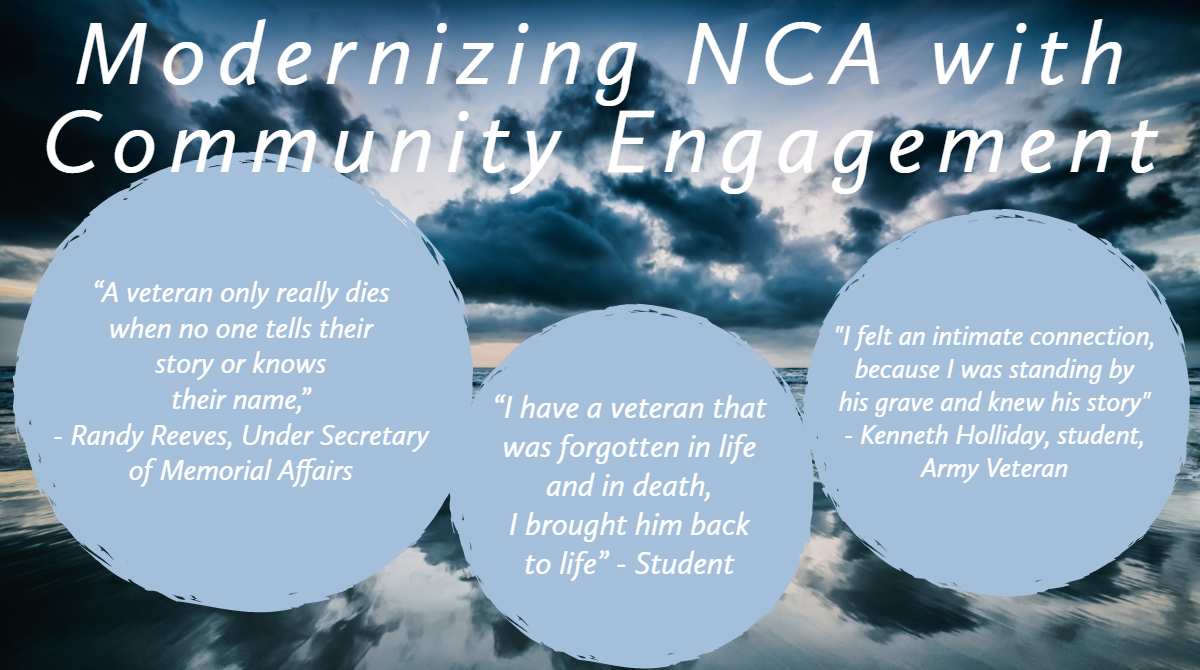 Modernizing NCA with
Community Engagement
“A veteran only really dies
when no one tells their
story or knows
their name,”
- Randy Reeves, Under Secretary
of Memorial Affairs
“I have a veteran that
was forgotten in life
and in death,
I brought him back
to life” - Student
"I felt an intimate connection,
because I was standing by
his grave and knew his story"
- Kenneth Holliday, student,
Army Veteran